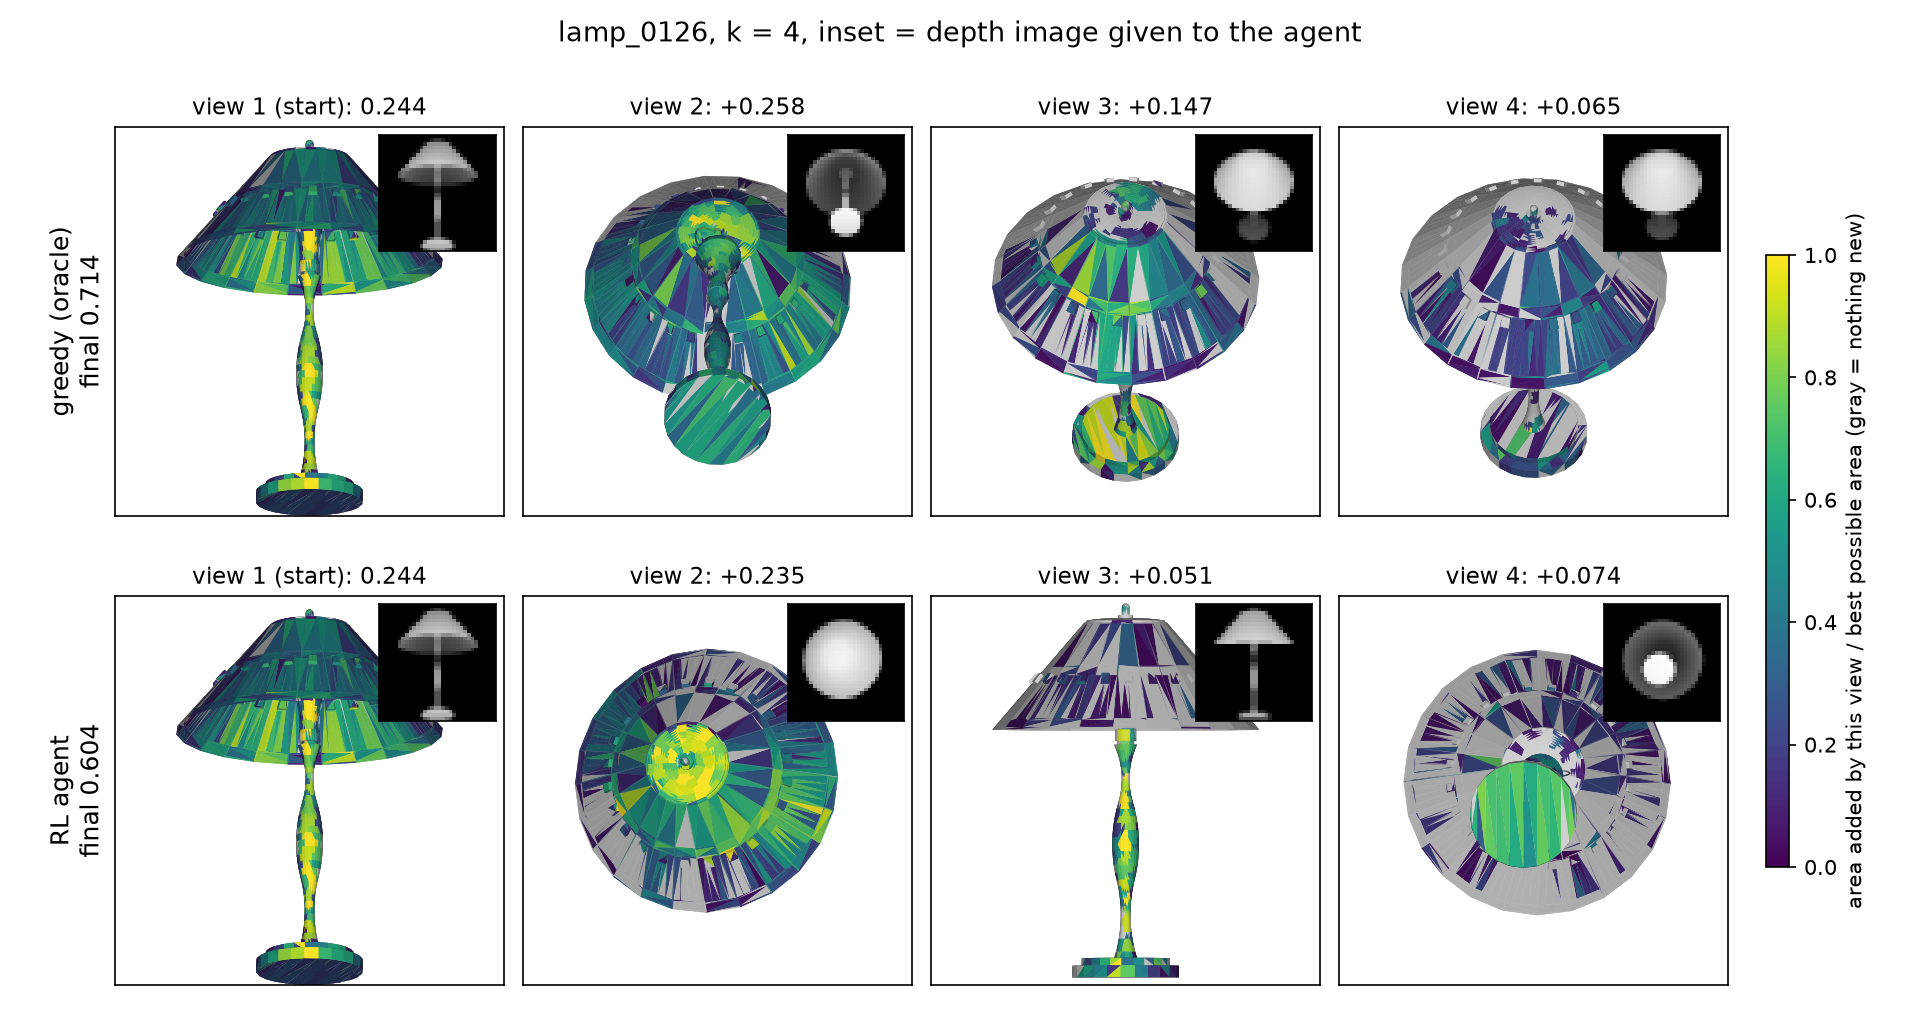 lamp_0126, k = 4, inset = depth image given to the agent
view 1 (start): 0.244
view 2: +0.258
view 3: +0.147
view 4: +0.065
greedy (oracle)
final 0.714
view 1 (start): 0.244
view 2: +0.235
view 3: +0.051
view 4: +0.074
RL agent
final 0.604
1.0
0.8
0.6
0.4
0.2
0.0
area added by this view / best possible area (gray = nothing new)